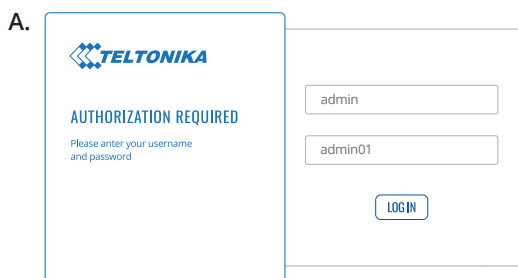 A.
TELTONIKA
AUTHORIZATION REQUIRED
Please anter your username
and password
admin
admin01
LOG IN